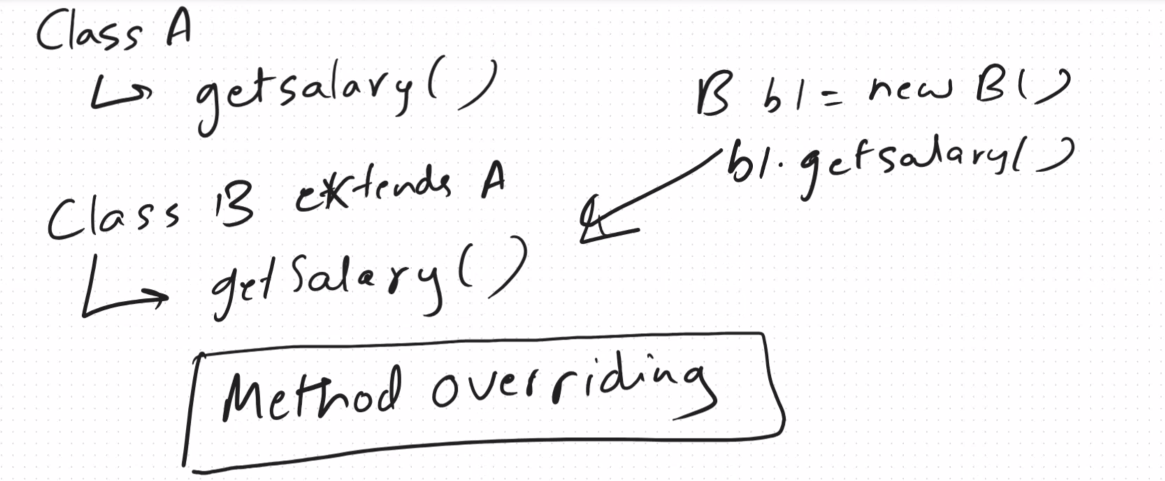 Class A
↳ getsalary()
B b1 = new B()
b1.getsalary()
Class B extends A
↳ getSalary()
Method overriding